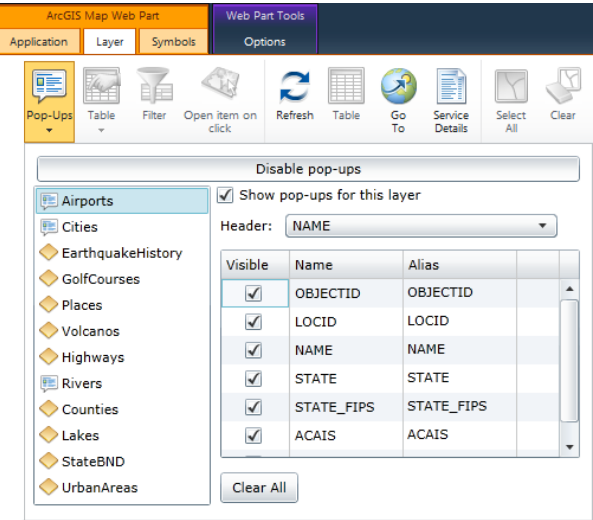 ArcGIS Map Web Part
Web Part Tools
Application
Layer
Symbols
Options
Pop-Ups
Table
Filter
Open item on
click
Refresh
Table
Go
To
Service
Details
Select
All
Clear
Disable pop-ups
Airports
Cities
EarthquakeHistory
GolfCourses
Places
Volcanos
Highways
Rivers
Counties
Lakes
StateBND
UrbanAreas
Show pop-ups for this layer
Header: NAME
Visible Name Alias
OBJECTID OBJECTID
LOCID LOCID
NAME NAME
STATE STATE
STATE_FIPS STATE_FIPS
ACAIS ACAIS
Clear All